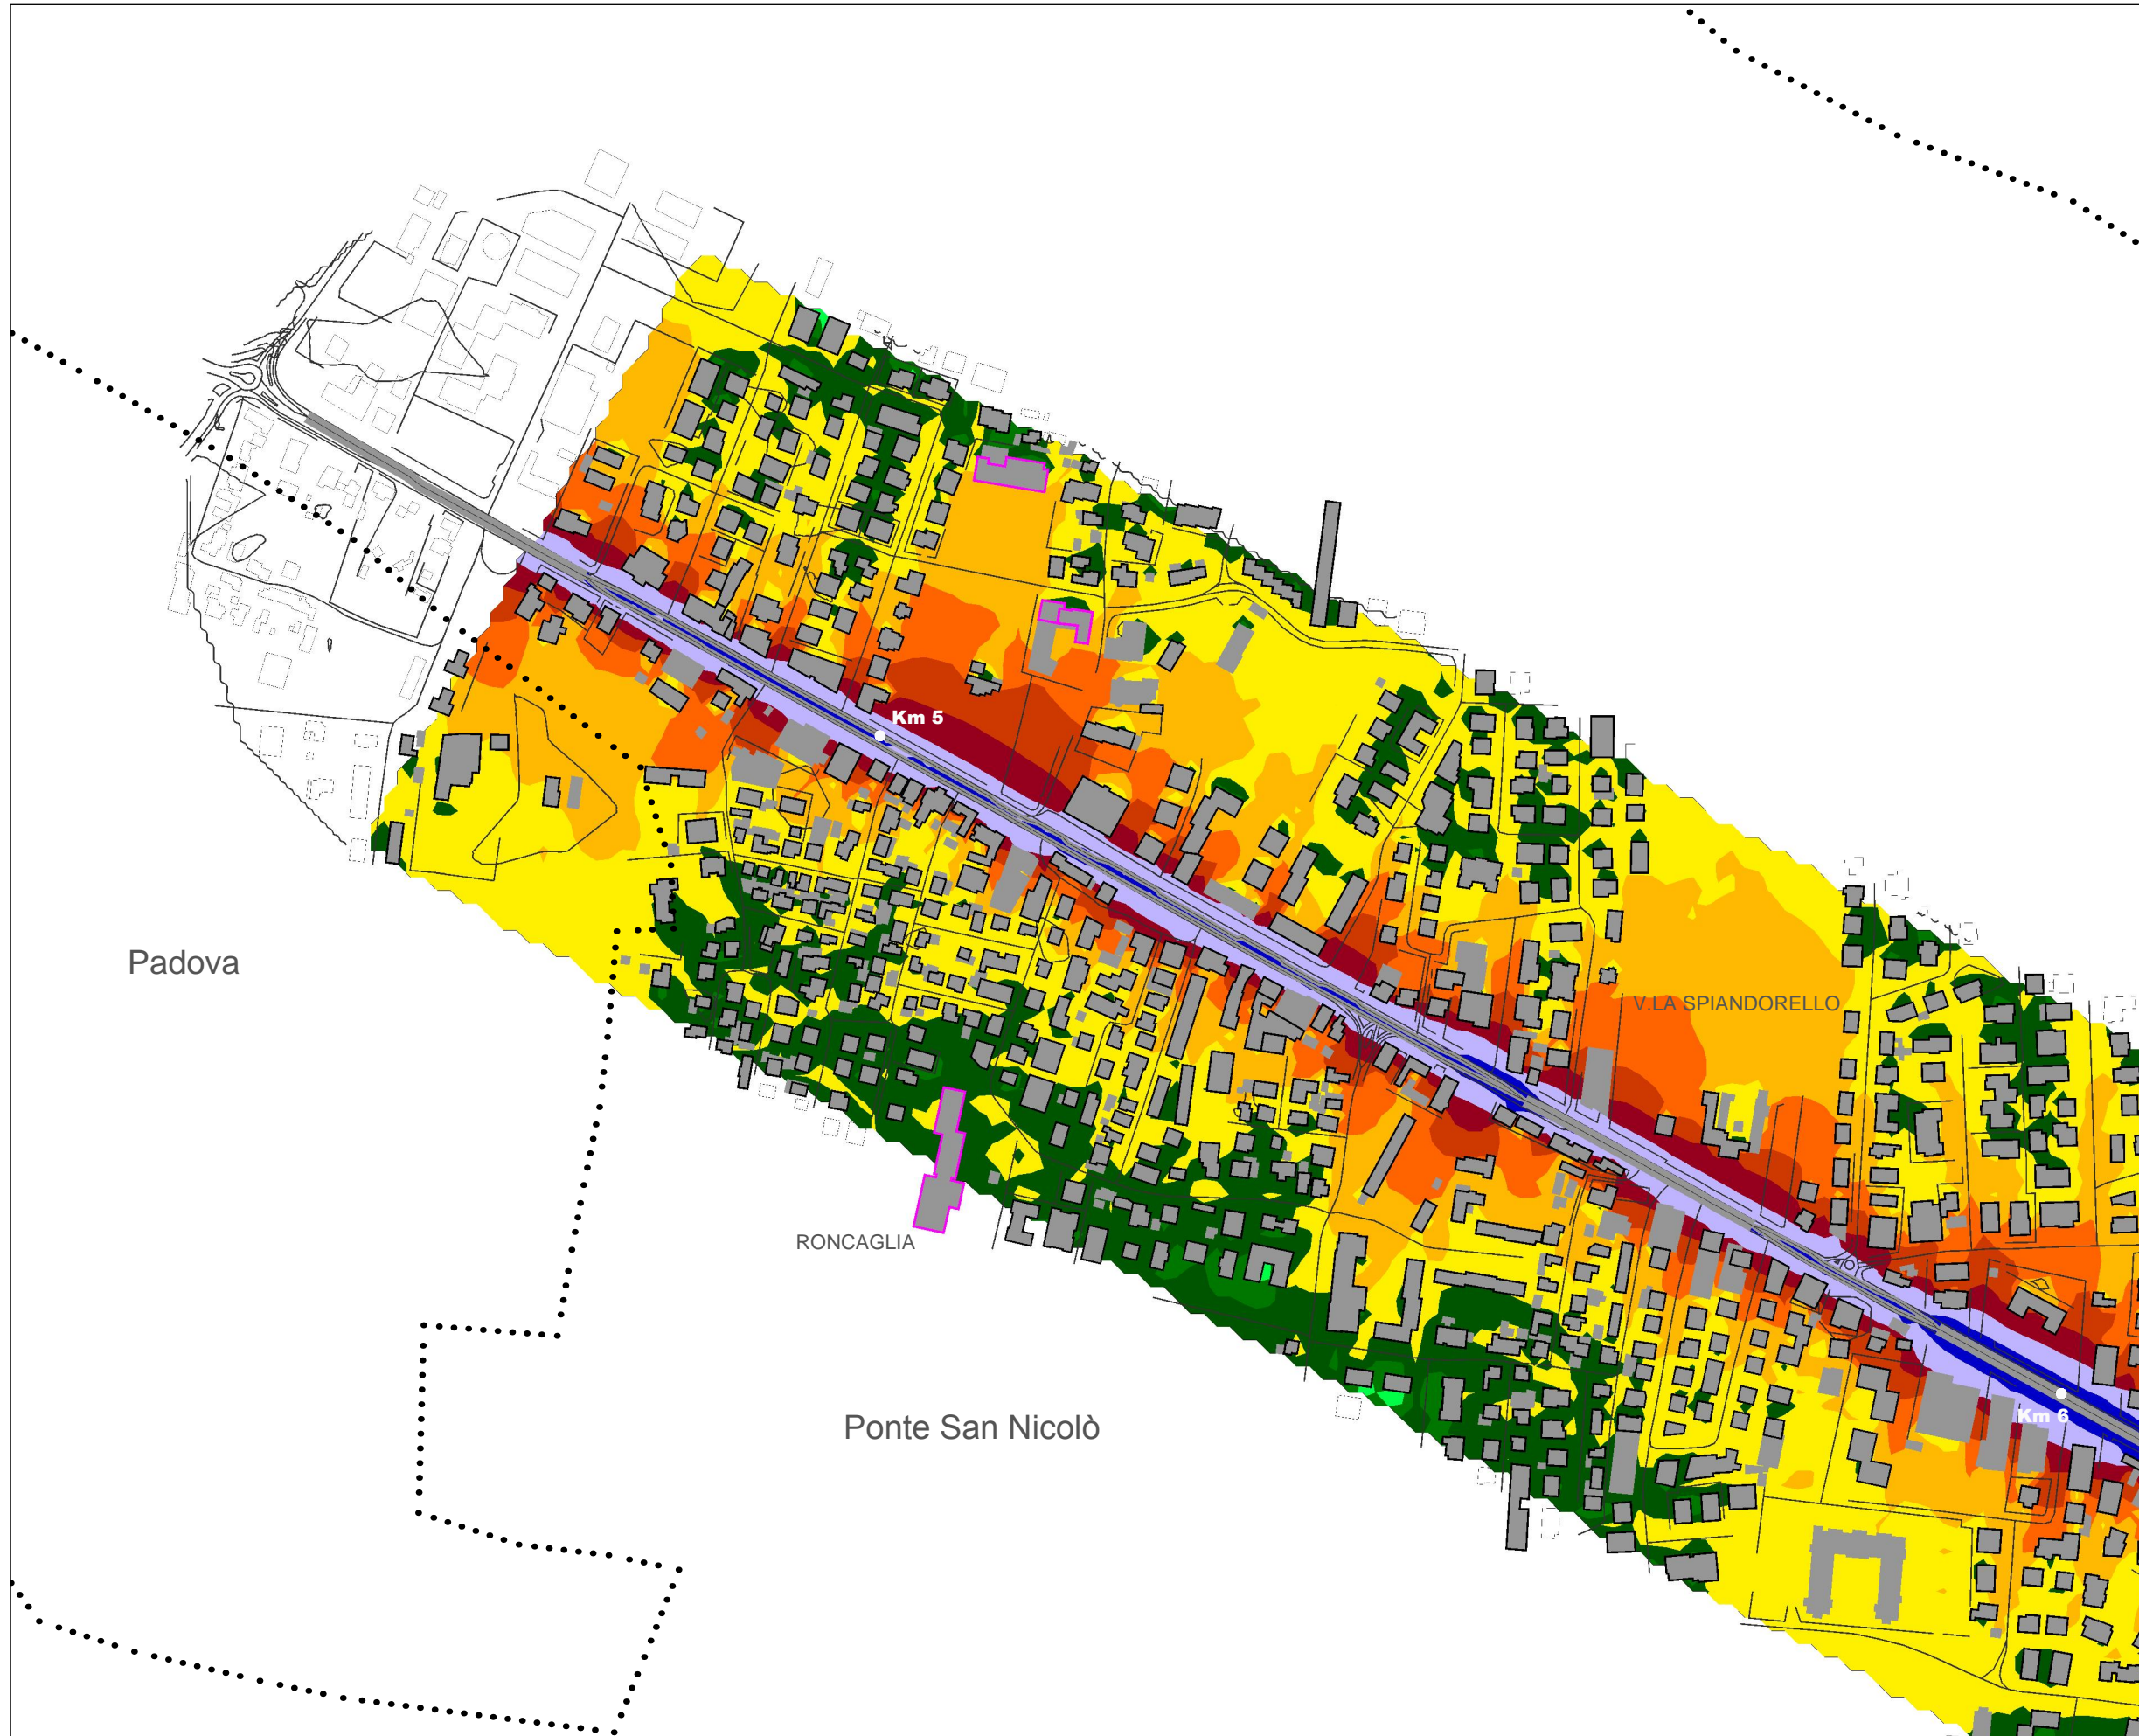 Km 5
Padova
V.LA SPIANDORELLO
RONCAGLIA
Km 6
Ponte San Nicolò